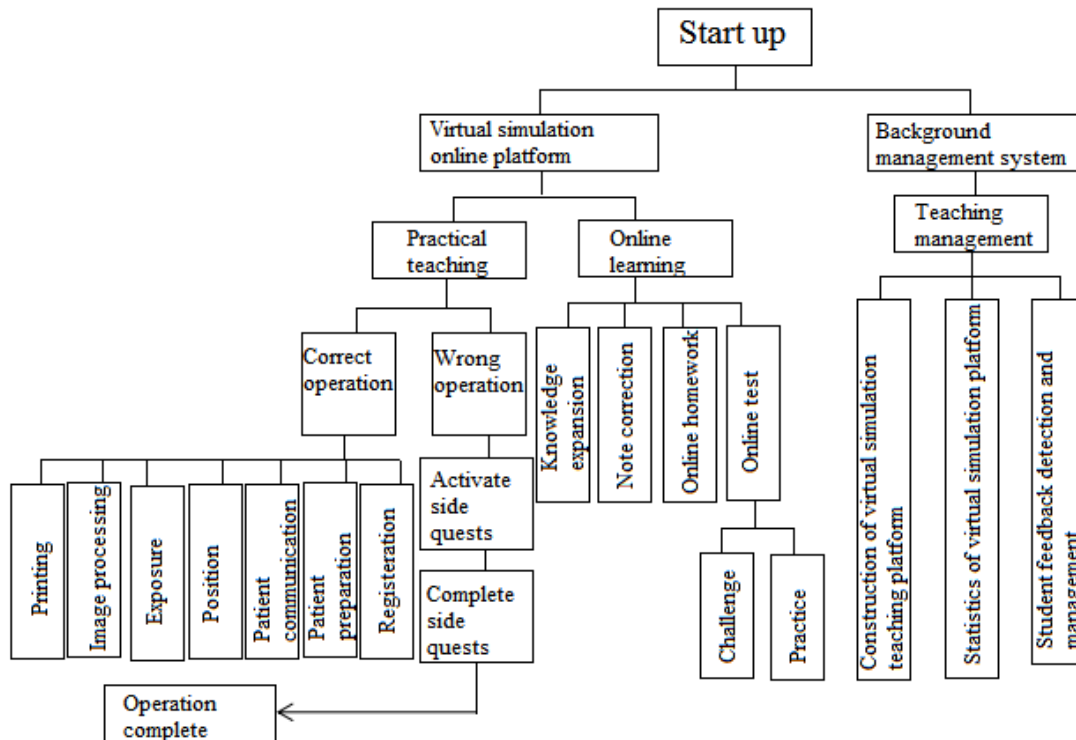 Start up
Virtual simulation
online platform
Background
management system
Practical
teaching
Online
learning
Teaching
management
Correct
operation
Wrong
operation
Knowledge
expansion
Note correction
Online homework
Online test
Construction of virtual simulation
teaching platform
Statistics of virtual simulation platform
Student feedback detection and
management
Printing
Image processing
Exposure
Position
Patient
communication
Patient
preparation
Registeration
Activate
side
quests
Complete
side
quests
Challenge
Practice
Operation
complete